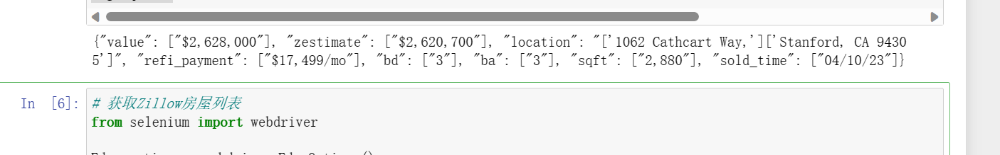 {"value": ["$2,628,000"], "zestimate": ["$2,620,700"], "location": "['1062 Cathcart Way,']['Stanford, CA 9430
5']", "refi_payment": ["$17,499/mo"], "bd": ["3"], "ba": ["3"], "sqft": ["2,880"], "sold_time": ["04/10/23"]}
In [6]:
# 获取Zillow房屋列表
from selenium import webdriver